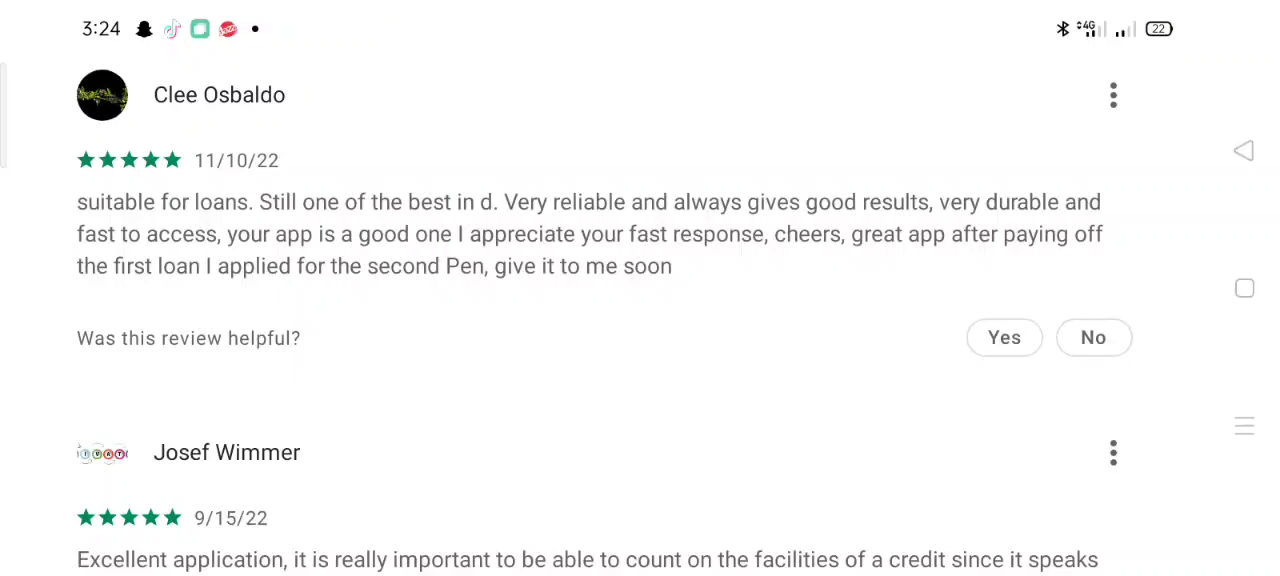 3:24
4G
22
Clee Osbaldo
11/10/22
suitable for loans. Still one of the best in d. Very reliable and always gives good results, very durable and
fast to access, your app is a good one I appreciate your fast response, cheers, great app after paying off
the first loan I applied for the second Pen, give it to me soon
Was this review helpful?
Yes
No
Josef Wimmer
9/15/22
Excellent application, it is really important to be able to count on the facilities of a credit since it speaks